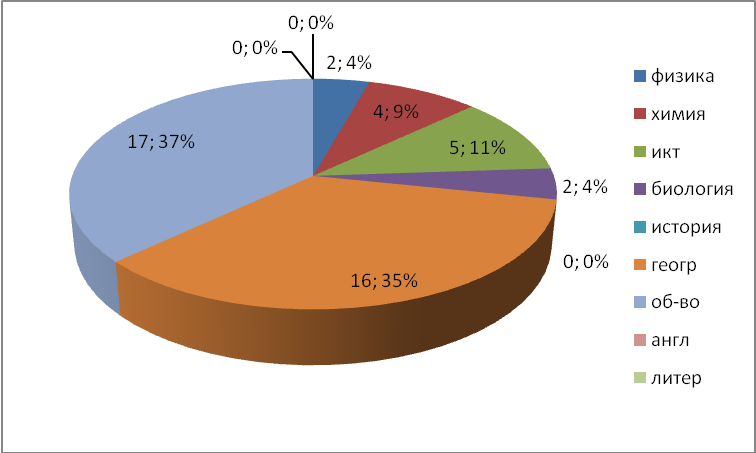 0; 0%
0; 0%
2; 4%
4; 9%
17; 37%
5; 11%
2; 4%
0; 0%
16; 35%
физика
химия
икт
биология
история
геогр
об-во
англ
литер